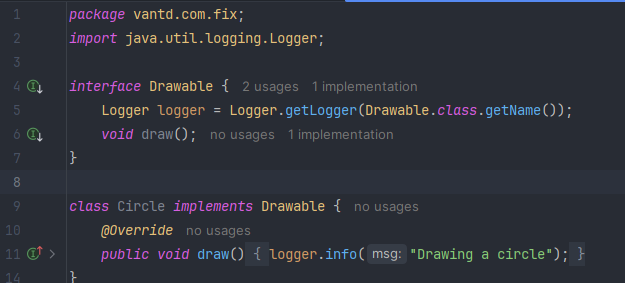 1 package vantd.com.fix;
2 import java.util.logging.Logger;
3
4 interface Drawable { 2 usages 1 implementation
5 Logger logger = Logger.getLogger(Drawable.class.getName());
6 void draw(); no usages 1 implementation
7 }
8
9 class Circle implements Drawable { no usages
10 @Override no usages
11 public void draw() { logger.info( msg: "Drawing a circle"); }
14 }